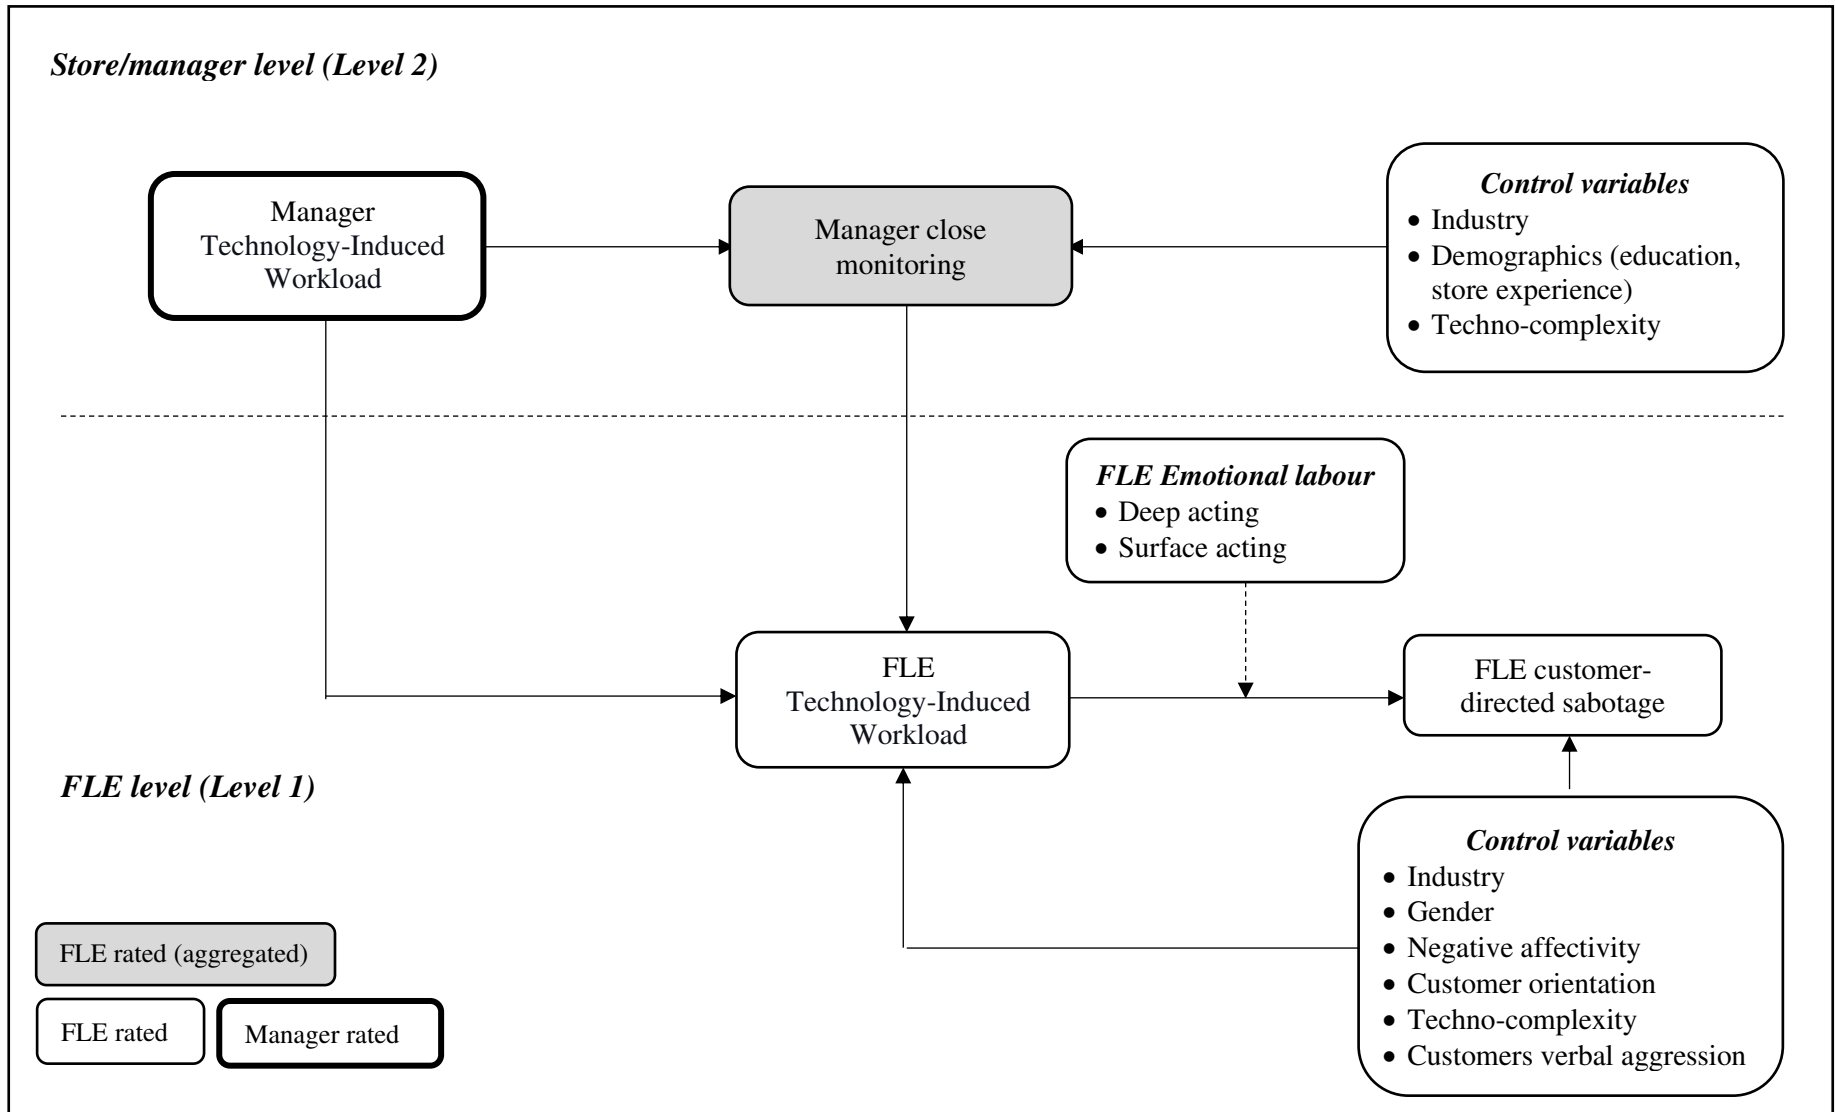 Store/manager level (Level 2)
Manager
Technology-Induced
Workload
Manager close
monitoring
Control variables
• Industry
• Demographics (education,
store experience)
• Techno-complexity
FLE Emotional labour
• Deep acting
• Surface acting
FLE
Technology-Induced
Workload
FLE customer-
directed sabotage
FLE level (Level 1)
Control variables
• Industry
• Gender
• Negative affectivity
• Customer orientation
• Techno-complexity
• Customers verbal aggression
FLE rated (aggregated)
FLE rated
Manager rated